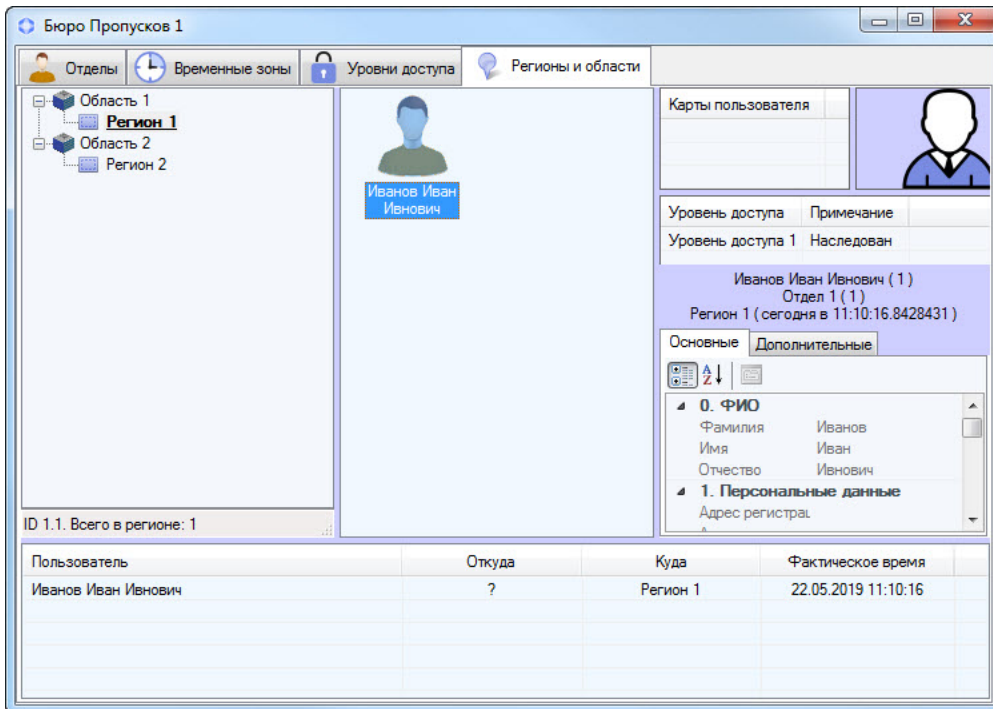 Бюро Пропусков 1
Отделы Временные зоны Уровни доступа Регионы и области
Область 1
Регион 1
Область 2
Регион 2
ID 1.1. Всего в регионе: 1
Иванов Иван
Ивнович
Карты пользователя
Уровень доступа Примечание
Уровень доступа 1 Наследован
Иванов Иван Ивнович ( 1 )
Отдел 1 ( 1 )
Регион 1 ( сегодня в 11:10:16.8428431 )
Основные Дополнительные
0. ФИО
Фамилия Иванов
Имя Иван
Отчество Ивнович
1. Персональные данные
Адрес регистрац
Пользователь Откуда Куда Фактическое время
Иванов Иван Ивнович ? Регион 1 22.05.2019 11:10:16